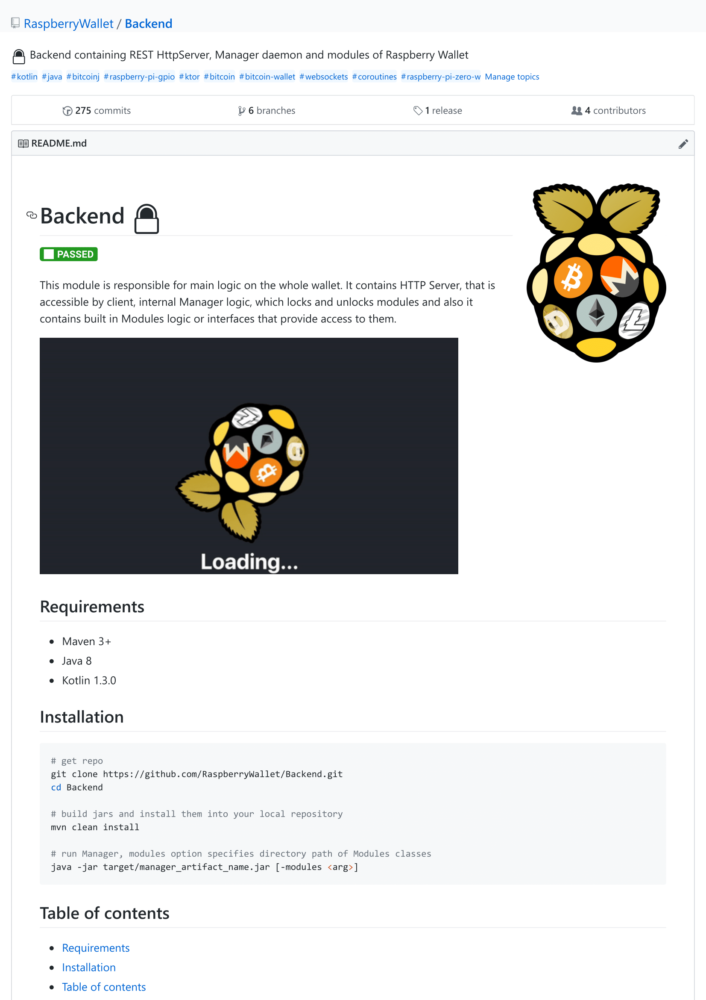 RaspberryWallet / Backend
Backend containing REST HttpServer, Manager daemon and modules of Raspberry Wallet
#kotlin #java #bitcoinj #raspberry-pi-gpio #ktor #bitcoin #bitcoin-wallet #websockets #coroutines #raspberry-pi-zero-w Manage topics
275 commits 6 branches 1 release 4 contributors
README.md
Backend
PASSED
This module is responsible for main logic on the whole wallet. It contains HTTP Server, that is
accessible by client, internal Manager logic, which locks and unlocks modules and also it
contains built in Modules logic or interfaces that provide access to them.
Loading...
Requirements
• Maven 3+
• Java 8
• Kotlin 1.3.0
Installation
# get repo
git clone https://github.com/RaspberryWallet/Backend.git
cd Backend
# build jars and install them into your local repository
mvn clean install
# run Manager, modules option specifies directory path of Modules classes
java -jar target/manager_artifact_name.jar [-modules <arg>]
Table of contents
• Requirements
• Installation
• Table of contents